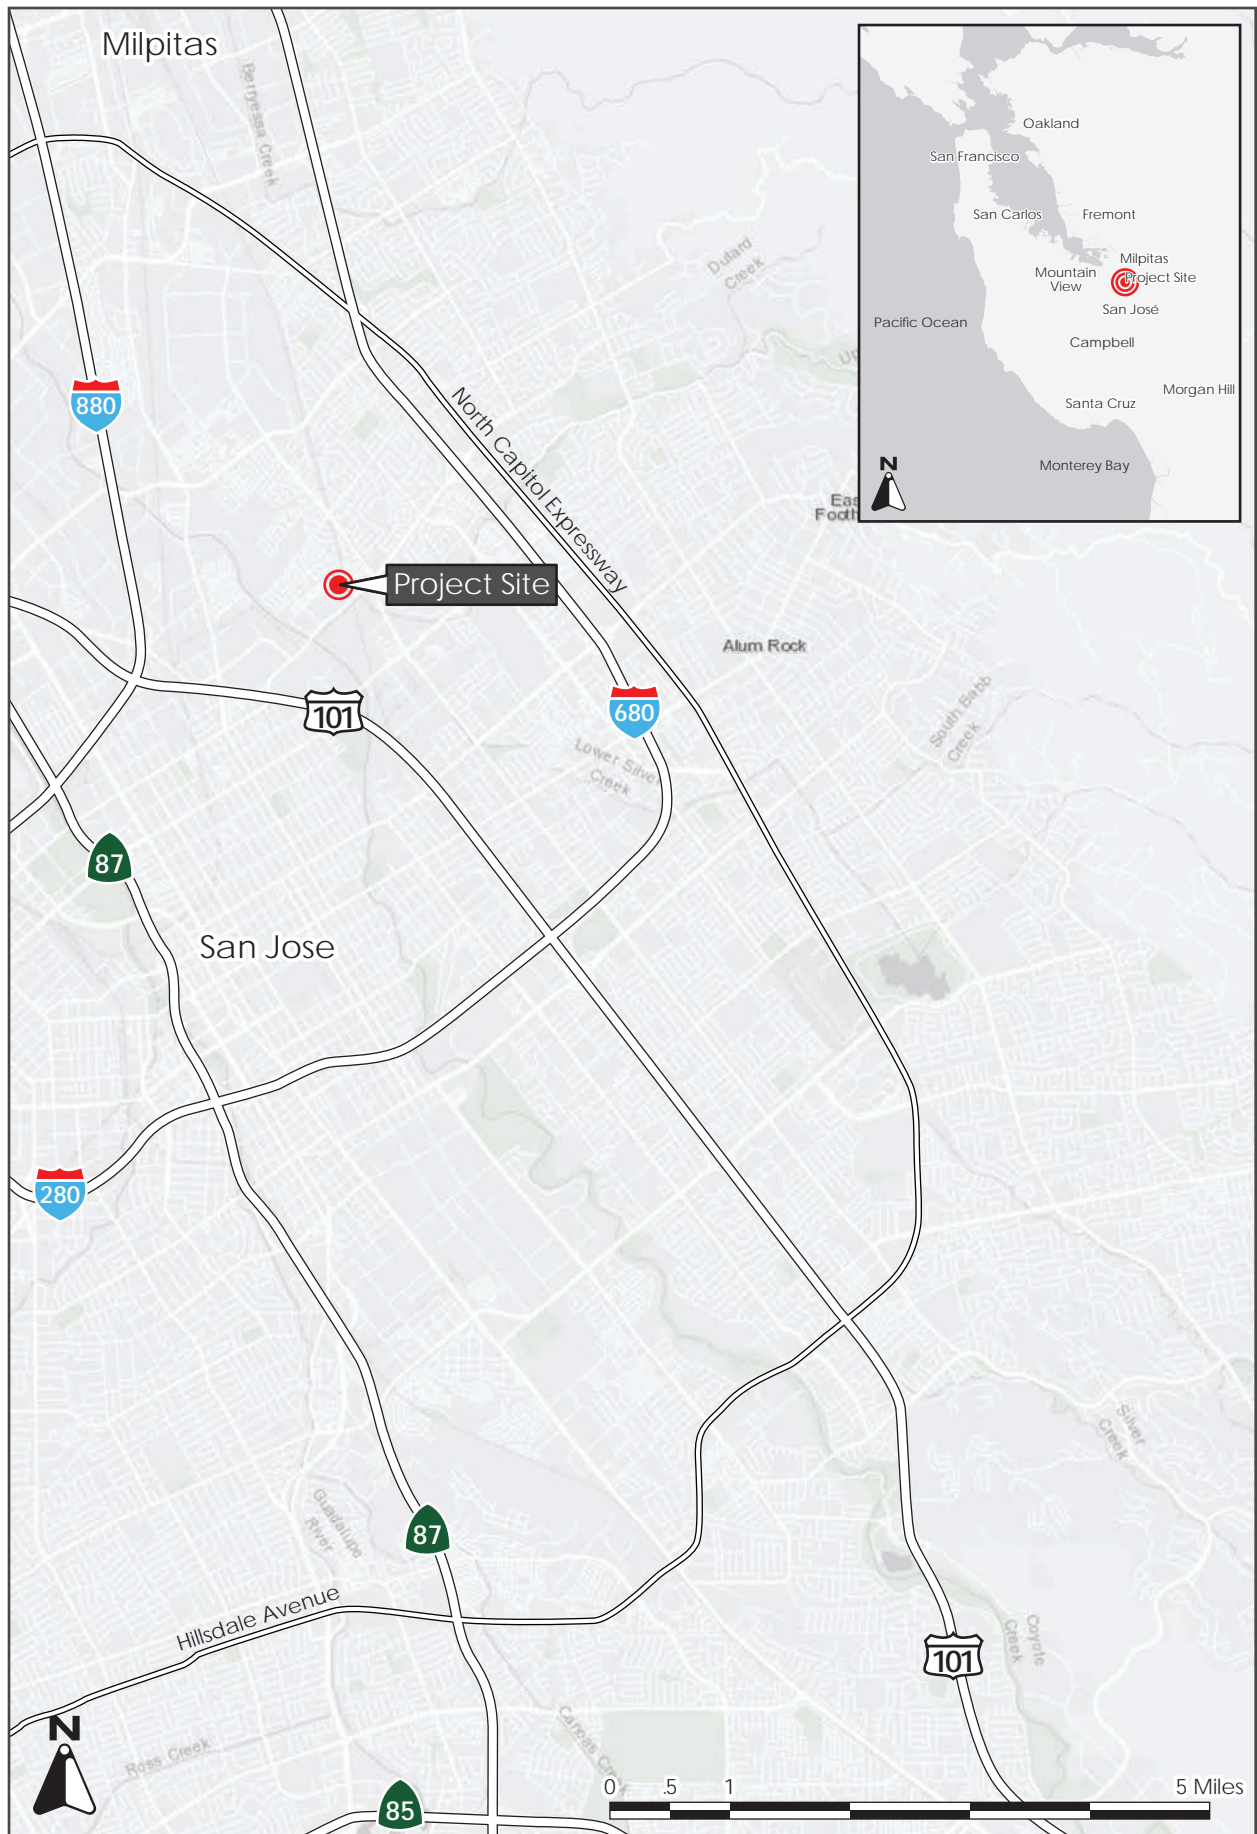 Milpitas
Berryessa Creek
Oakland
San Francisco
San Carlos
Fremont
Milpitas
Mountain
View
Project Site
San José
Pacific Ocean
Campbell
Morgan Hill
Santa Cruz
Monterey Bay
N
Dutard
Creek
880
North Capitol Expressway
Project Site
Alum Rock
South Babb
Creek
101
680
Lower Silver
Creek
87
San Jose
280
Silver
Creek
Guadalupe
River
87
Hillsdale Avenue
Coyote
Creek
101
N
Ross Creek
Canoas Creek
85
0 .5 1 5 Miles